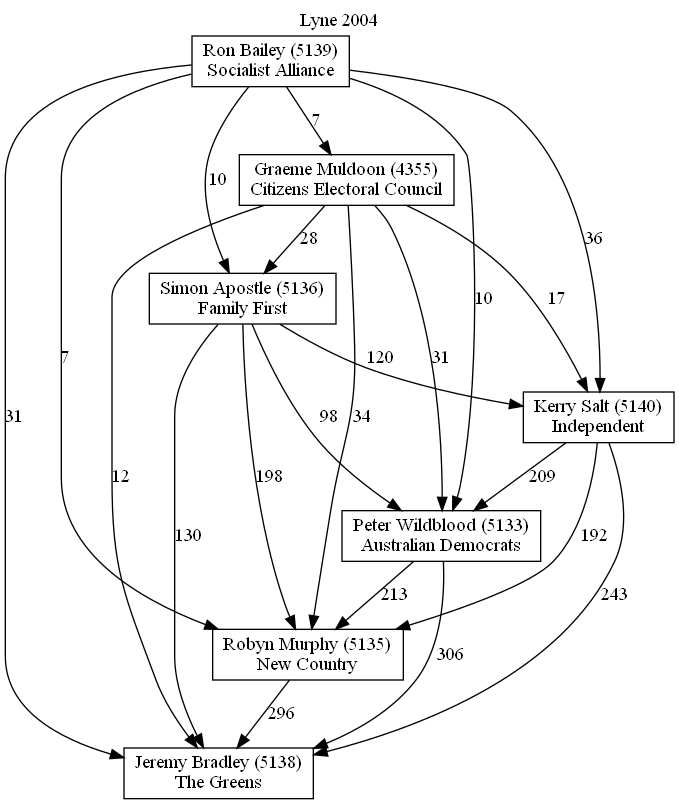 Lyne 2004
Ron Bailey (5139)
Socialist Alliance
7
Graeme Muldoon (4355)
Citizens Electoral Council
10
28
36
Simon Apostle (5136)
Family First
10
17
7
120
31
Kerry Salt (5140)
Independent
31
98
34
12
198
209
Peter Wildblood (5133)
Australian Democrats
130
192
213
243
Robyn Murphy (5135)
New Country
306
296
Jeremy Bradley (5138)
The Greens